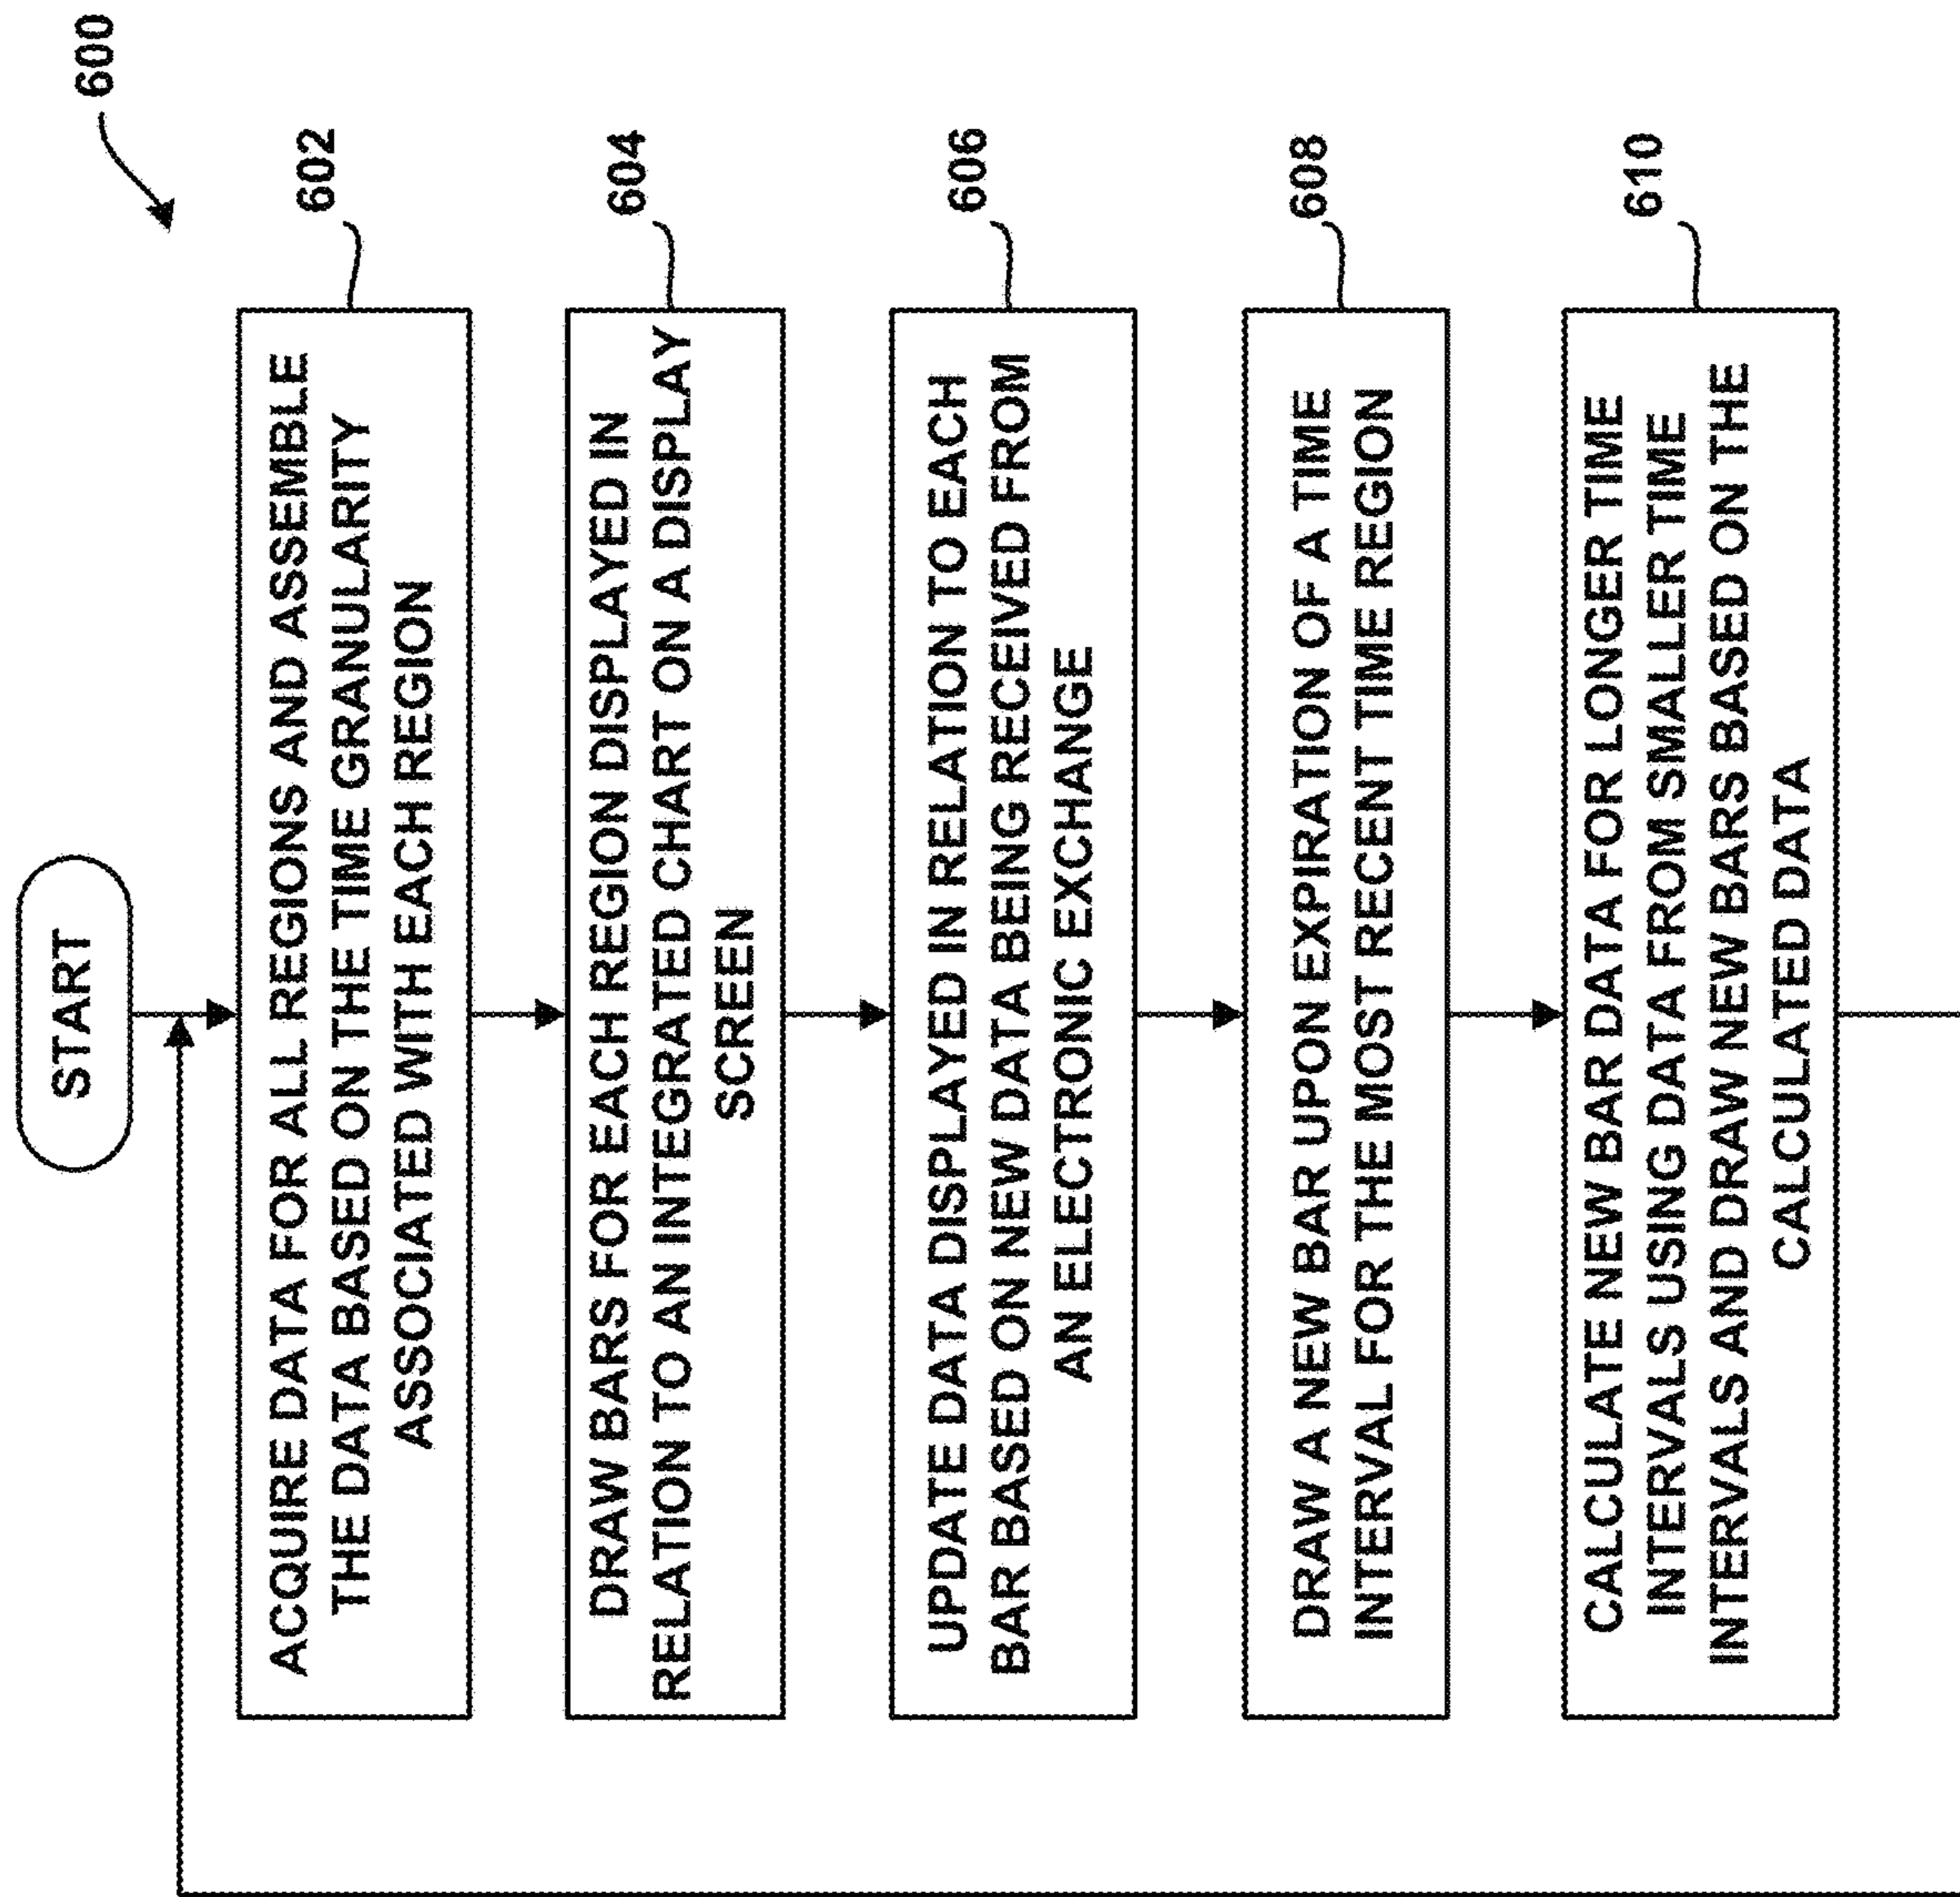 600
START
ACQUIRE DATA FOR ALL REGIONS AND ASSEMBLE
THE DATA BASED ON THE TIME GRANULARITY
ASSOCIATED WITH EACH REGION
602
DRAW BARS FOR EACH REGION DISPLAYED IN
RELATION TO AN INTEGRATED CHART ON A DISPLAY
SCREEN
604
UPDATE DATA DISPLAYED IN RELATION TO EACH
BAR BASED ON NEW DATA BEING RECEIVED FROM
AN ELECTRONIC EXCHANGE
606
DRAW A NEW BAR UPON EXPIRATION OF A TIME
INTERVAL FOR THE MOST RECENT TIME REGION
608
CALCULATE NEW BAR DATA FOR LONGER TIME
INTERVALS USING DATA FROM SMALLER TIME
INTERVALS AND DRAW NEW BARS BASED ON THE
CALCULATED DATA
610